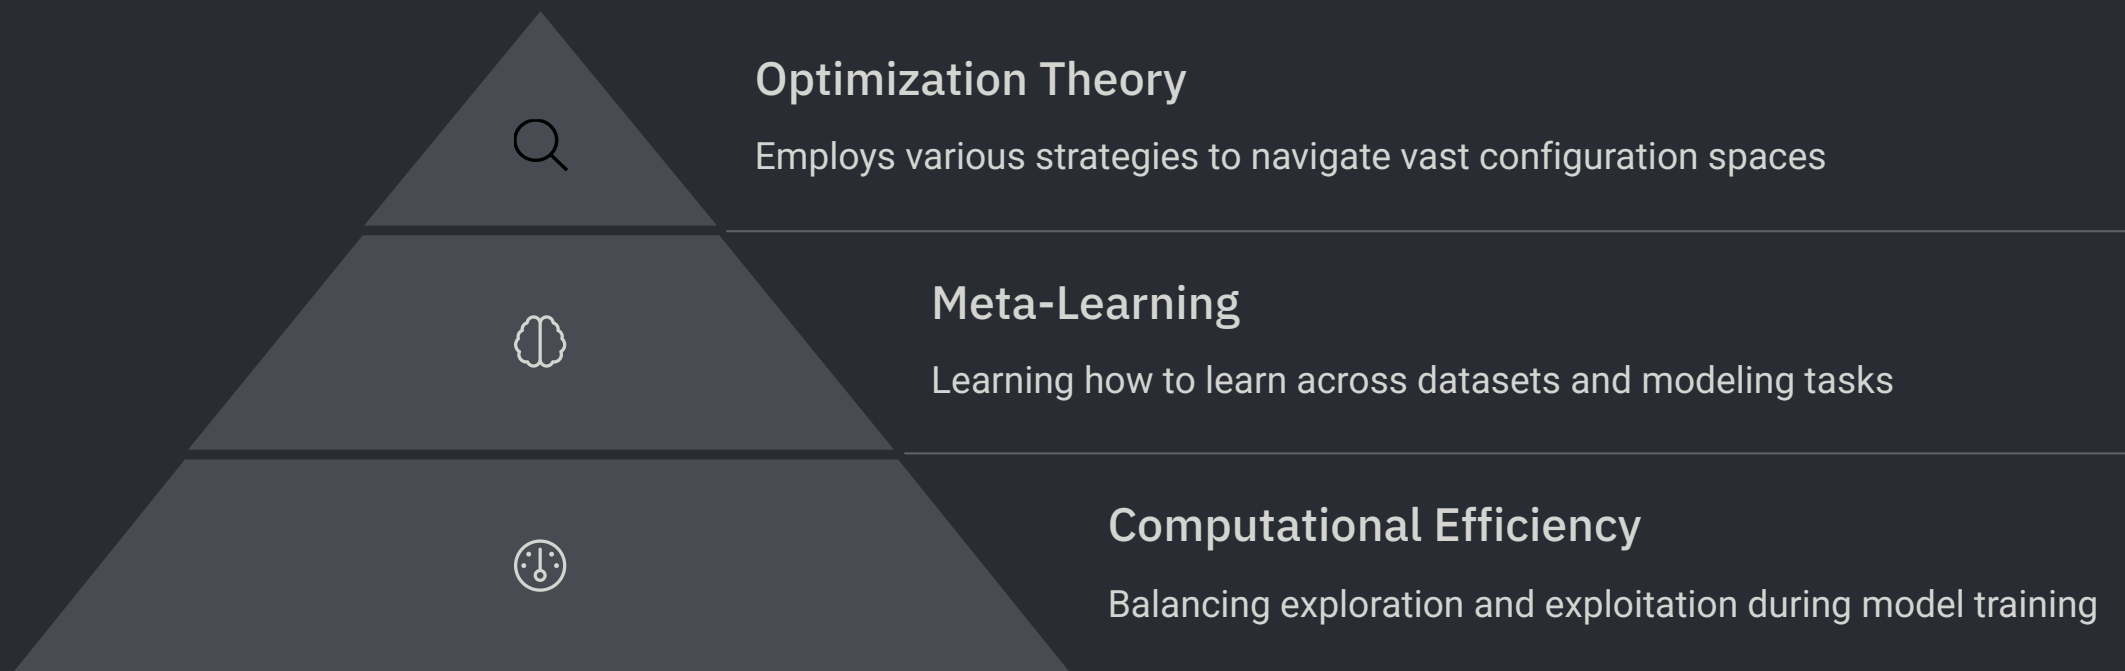 Optimization Theory
Employs various strategies to navigate vast configuration spaces
Meta-Learning
Learning how to learn across datasets and modeling tasks
Computational Efficiency
Balancing exploration and exploitation during model training